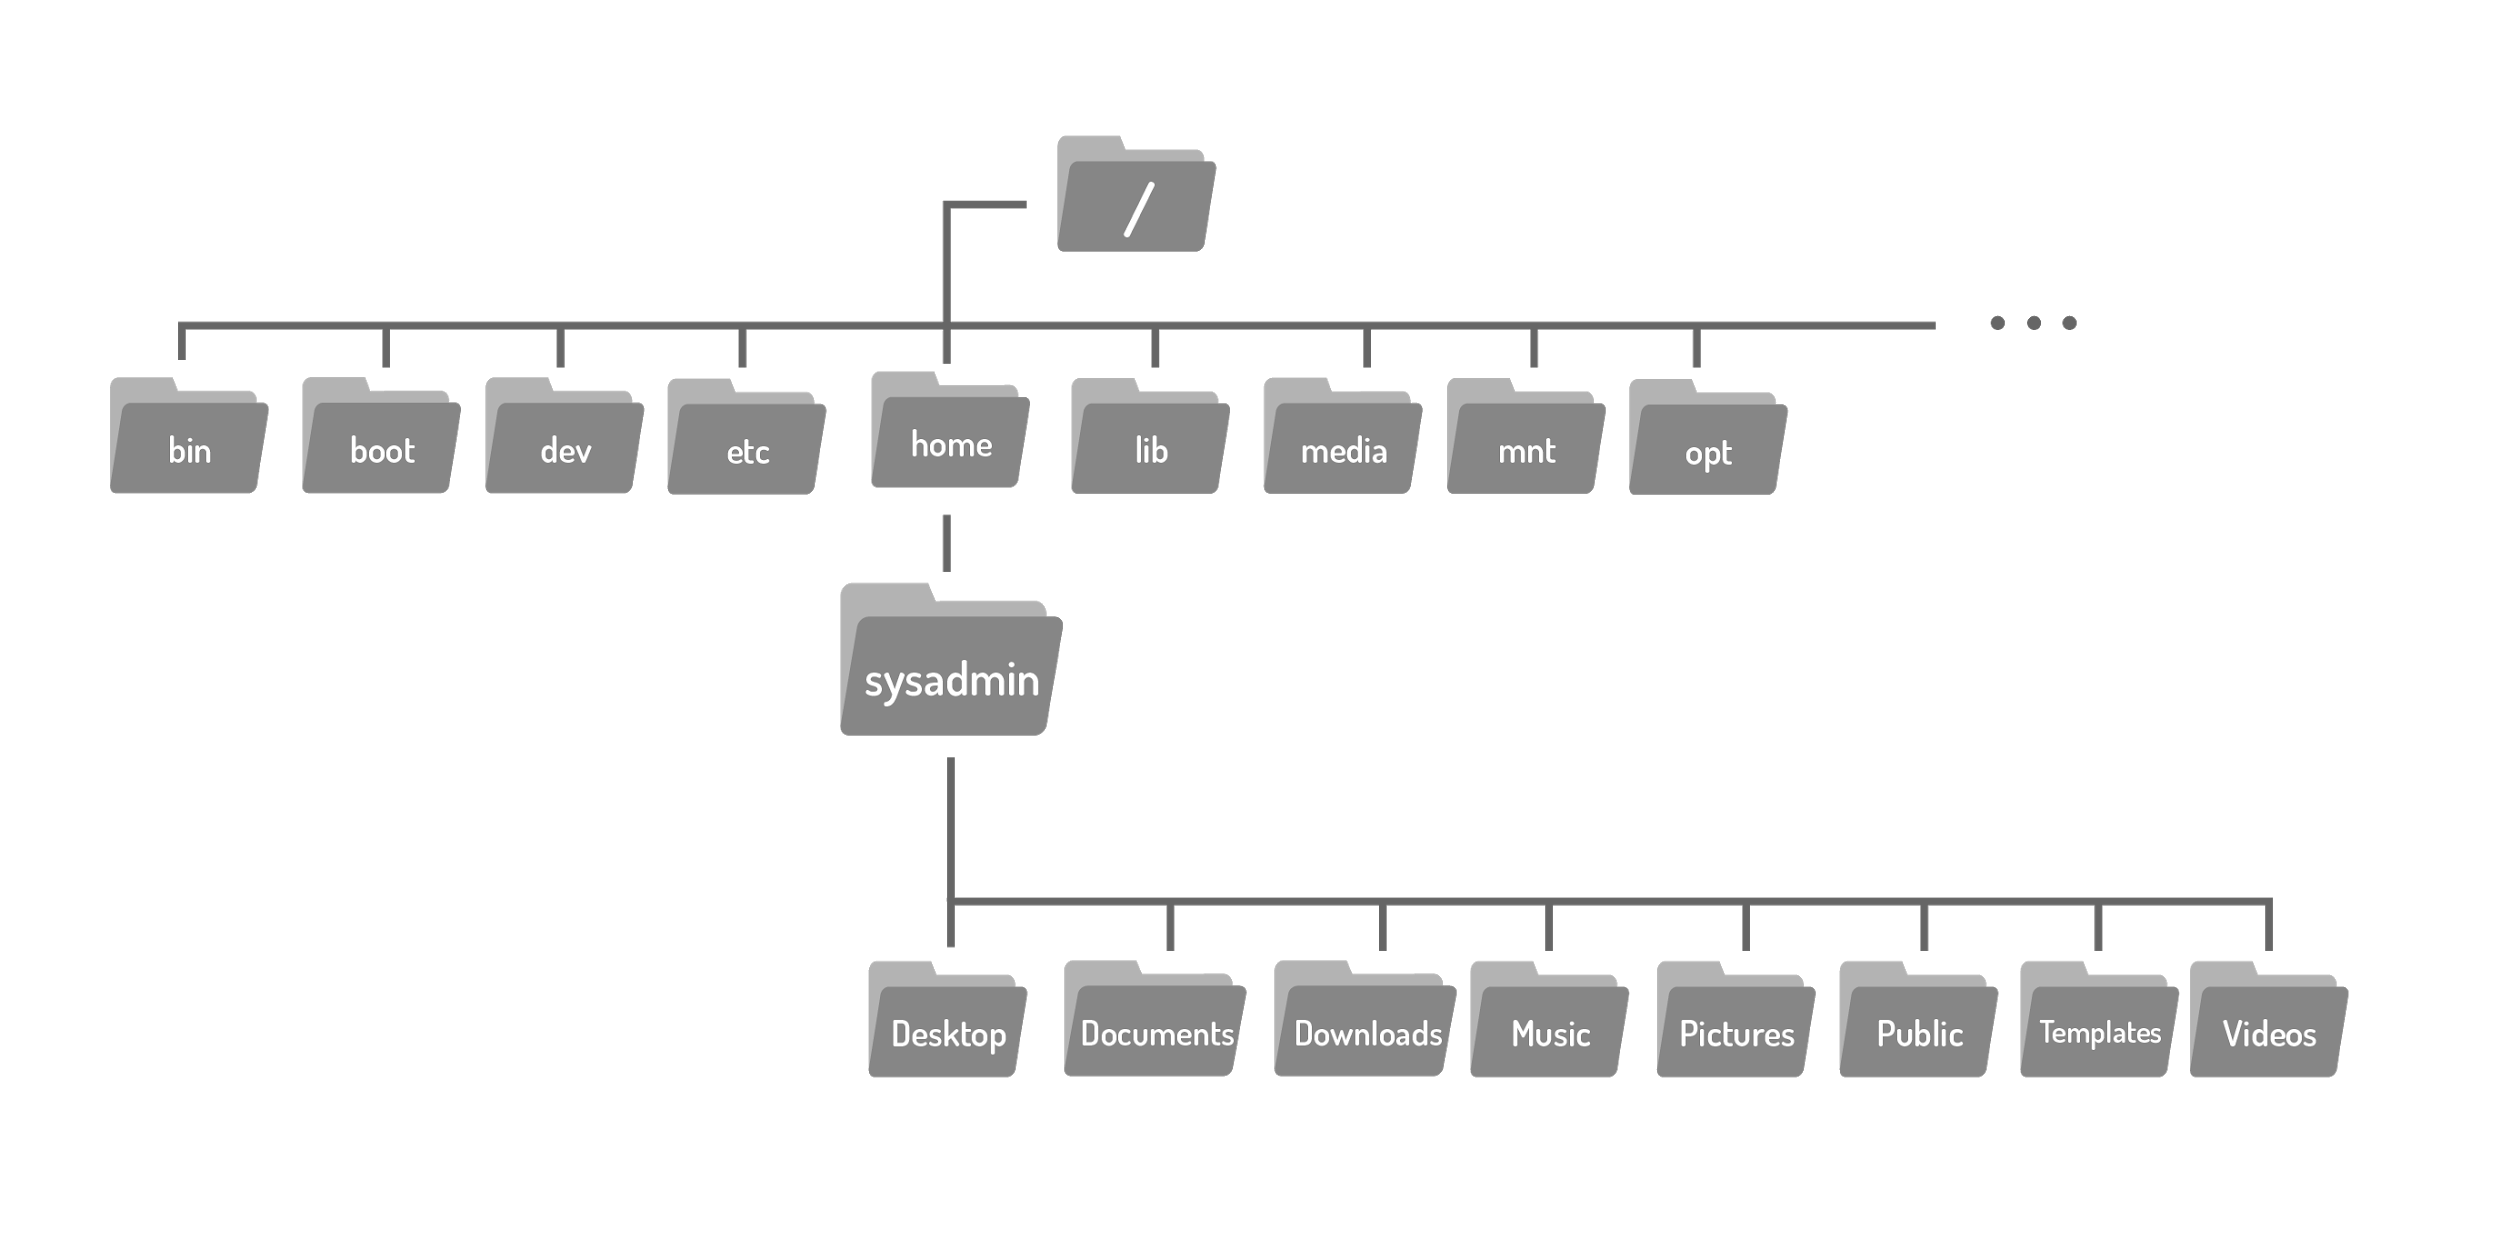 /
bin
boot
dev
etc
home
lib
media
mnt
opt
sysadmin
Desktop
Documents
Downloads
Music
Pictures
Public
Templates
Videos